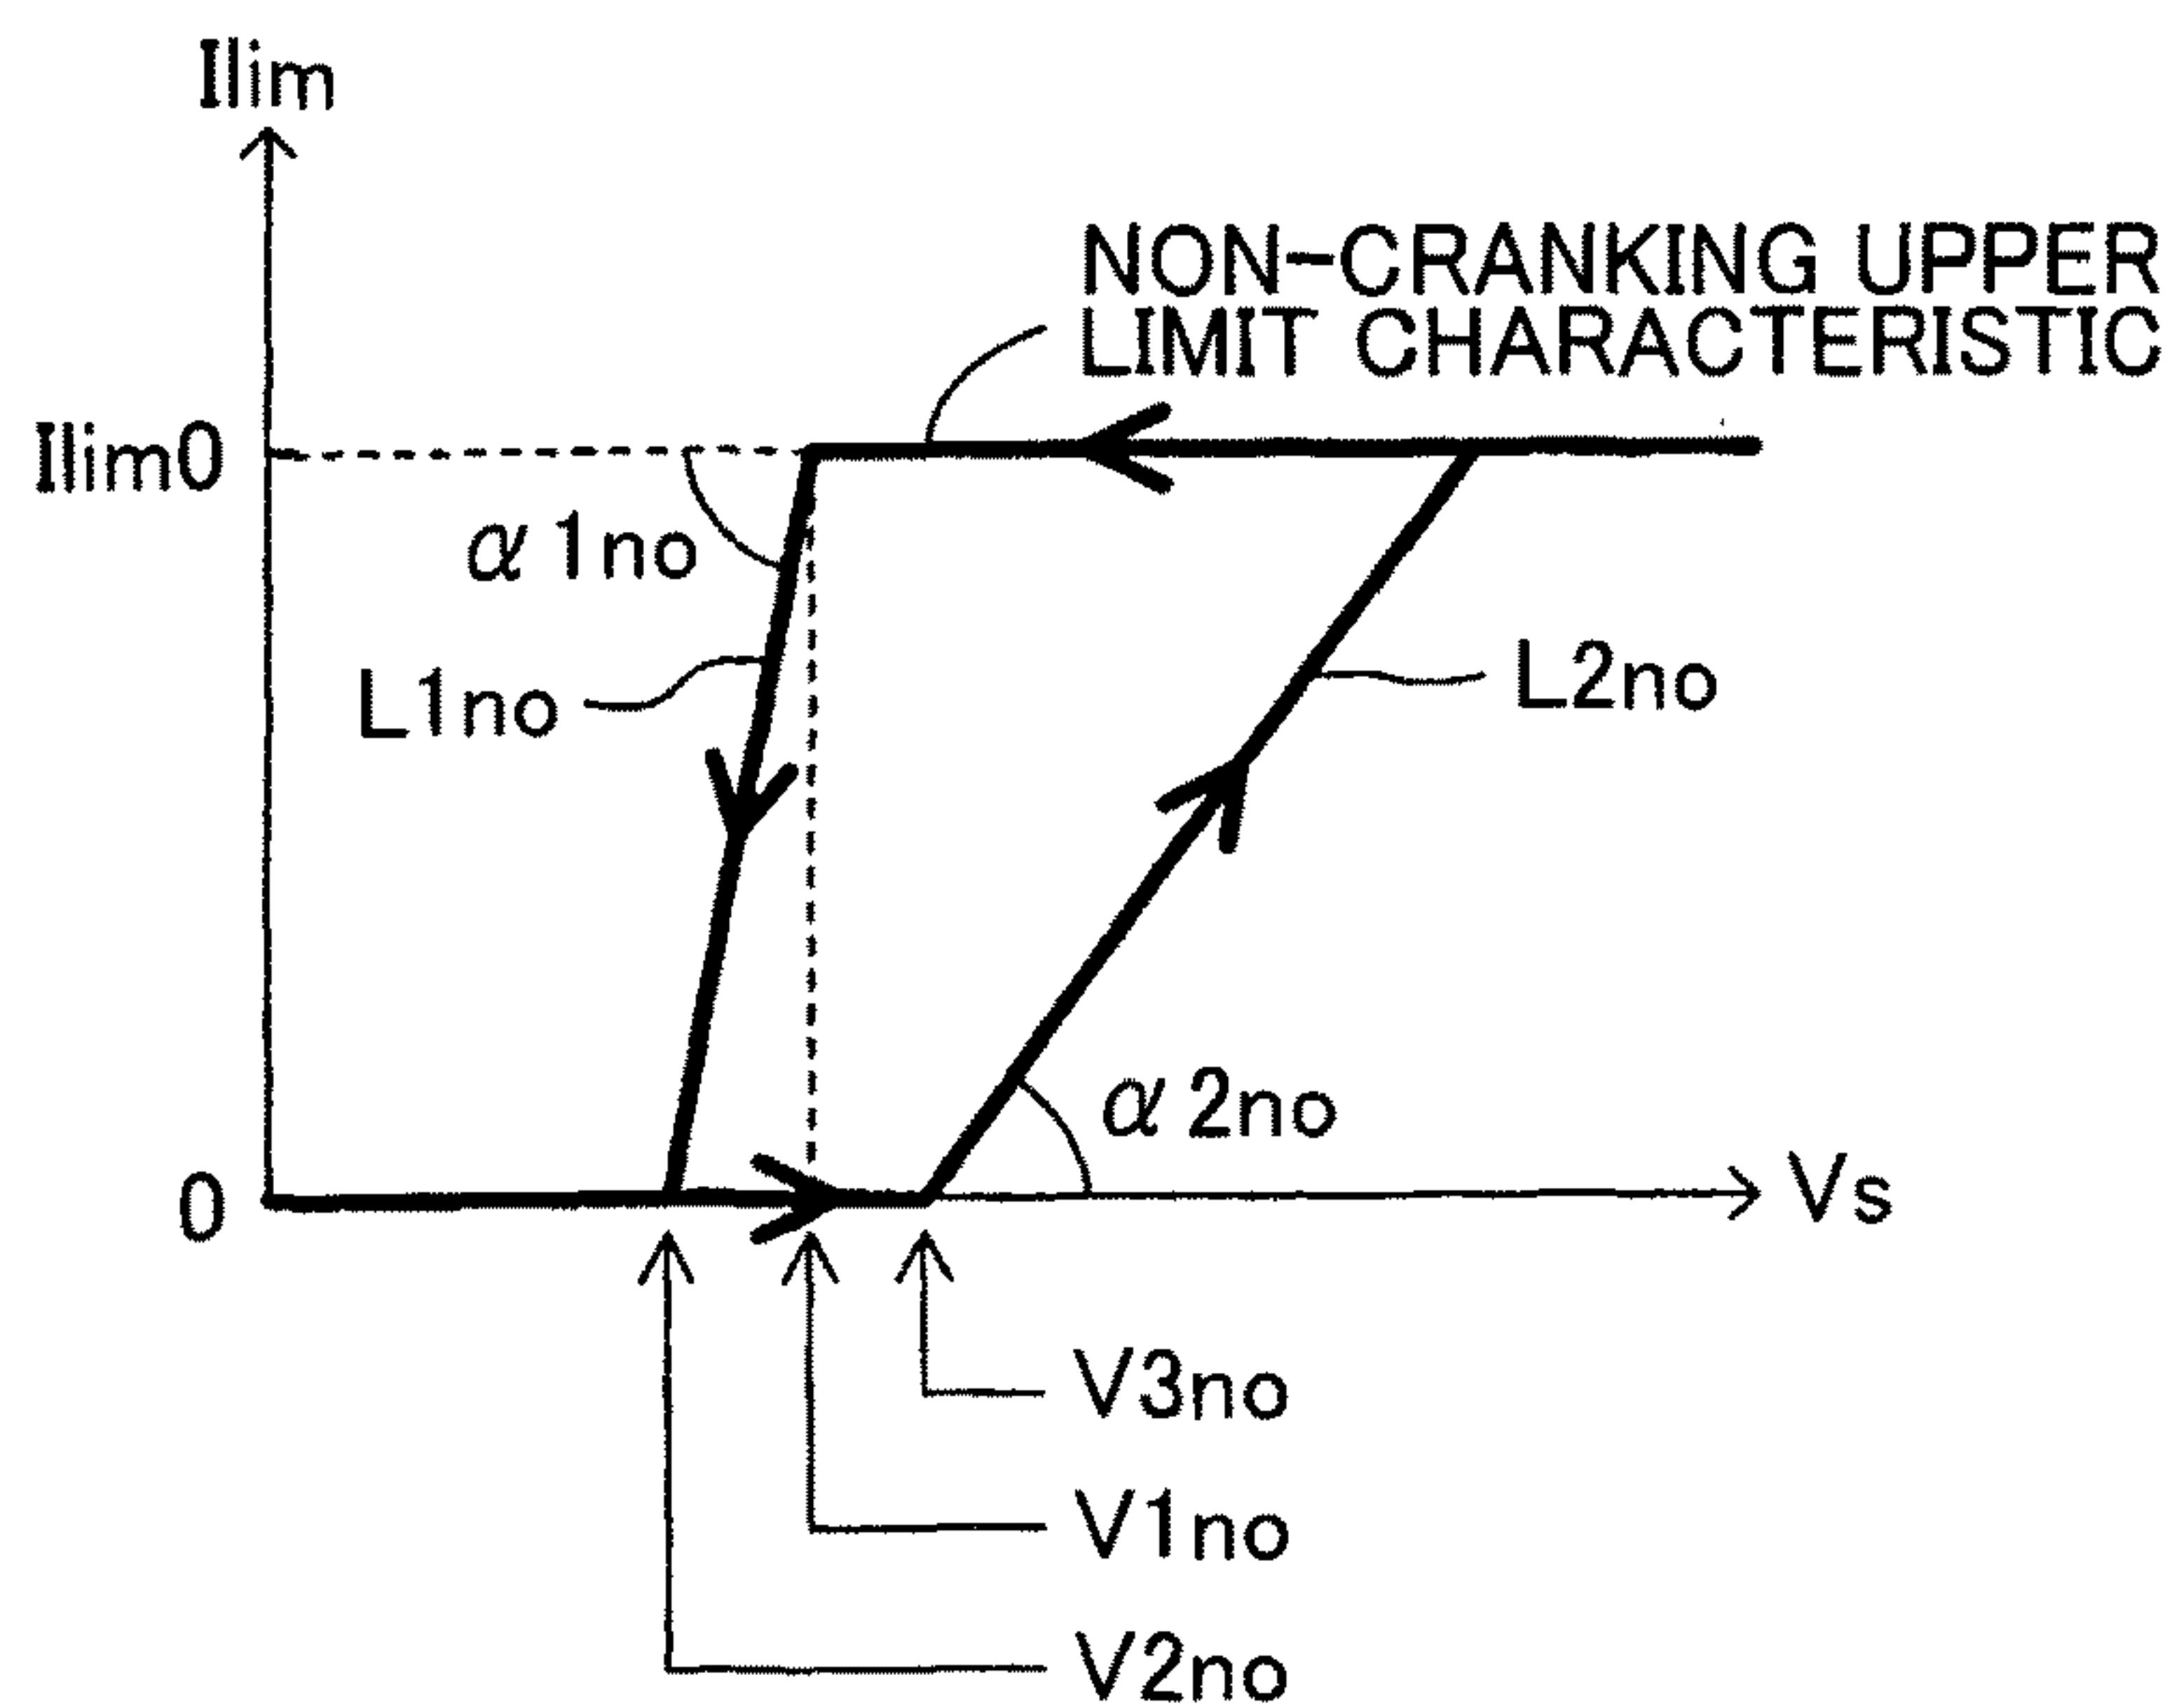 Ilim
NON-CRANKING UPPER
LIMIT CHARACTERISTIC
Ilim0
α1no
L1no
L2no
α2no
0
Vs
V3no
V1no
V2no